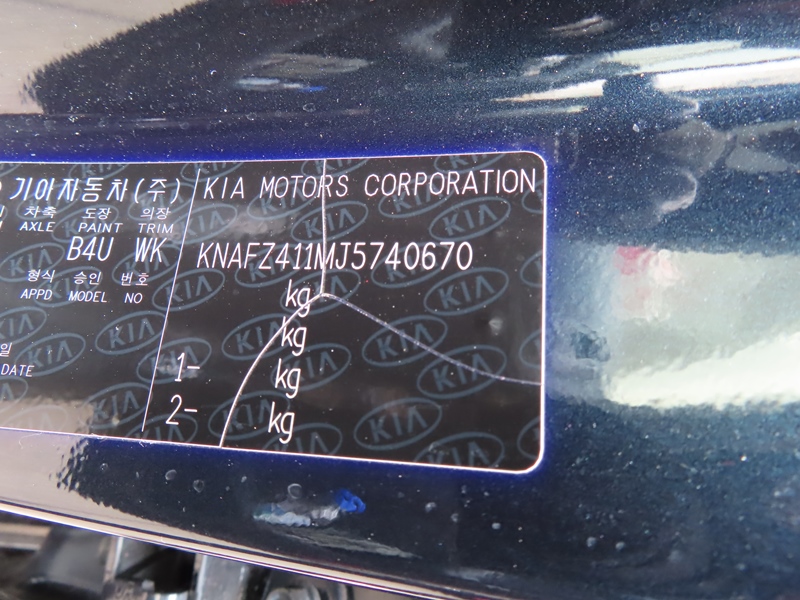 기아자동차(주) KIA MOTORS CORPORATION
차축 도장 의장
AXLE PAINT TRIM
B4U WK KNAFZ411MJ5740670
형식 승인 번호
APPD MODEL NO
kg
kg
일
DATE
1- kg
2- kg